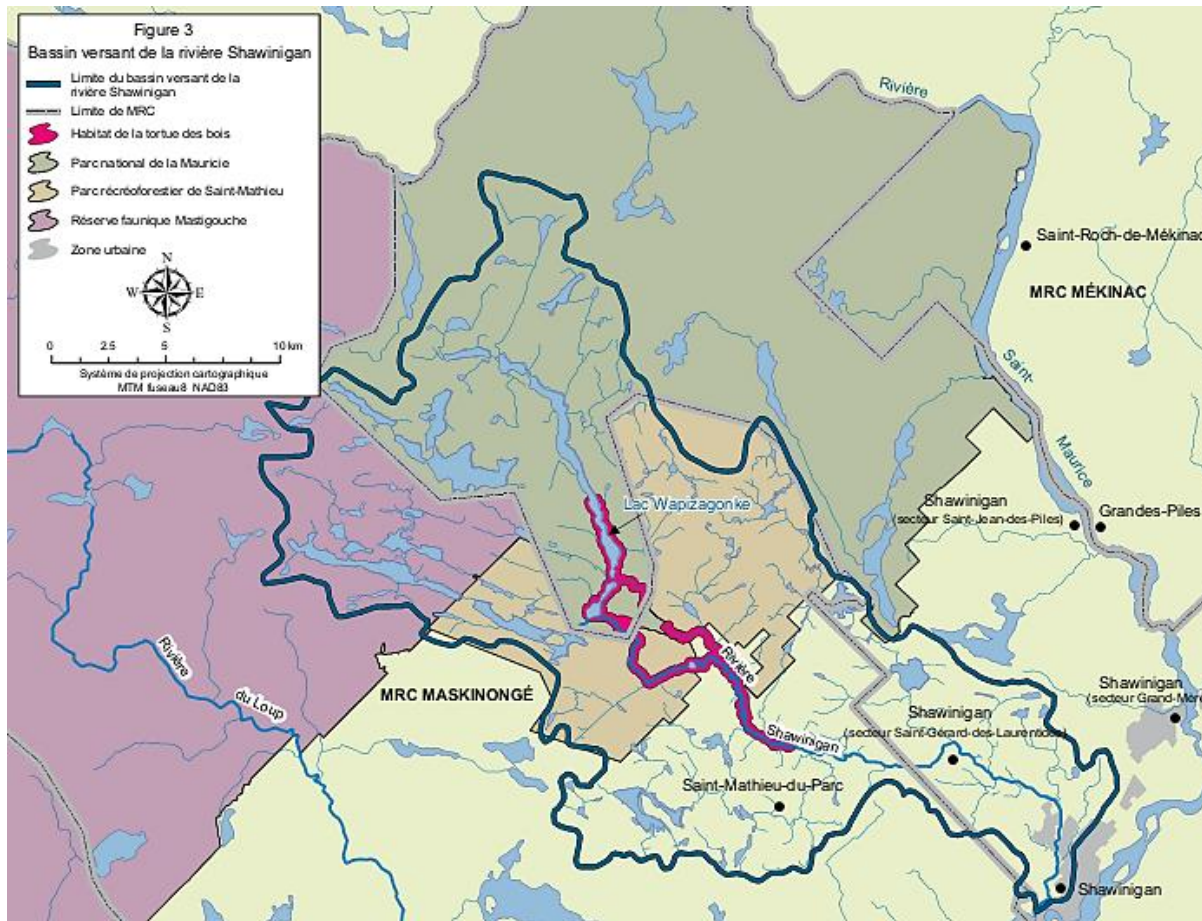 Figure 3
Bassin versant de la rivière Shawinigan
Limite du bassin versant de la
rivière Shawinigan
Limite de MRC
Habitat de la tortue des bois
Parc national de la Mauricie
Parc récréoforestier de Saint-Mathieu
Réserve faunique Mastigouche
Zone urbaine
N
W E
S
0 2.5 5 10 km
Système de projection cartographique
MTM fuseau8 NAD83
Rivière
Saint-Roch-de-Mékinac
MRC MÉKINAC
Saint-
Maurice
Lac Wapizagonke
Shawinigan
(secteur Saint-Jean-des-Piles)
Grandes-Piles
Rivière
du Loup
MRC MASKINONGÉ
Rivière
Shawinigan
Shawinigan
(secteur Saint-Gérard-des-Laurentides)
Shawinigan
(secteur Grand-Mère
Saint-Mathieu-du-Parc
Shawinigan